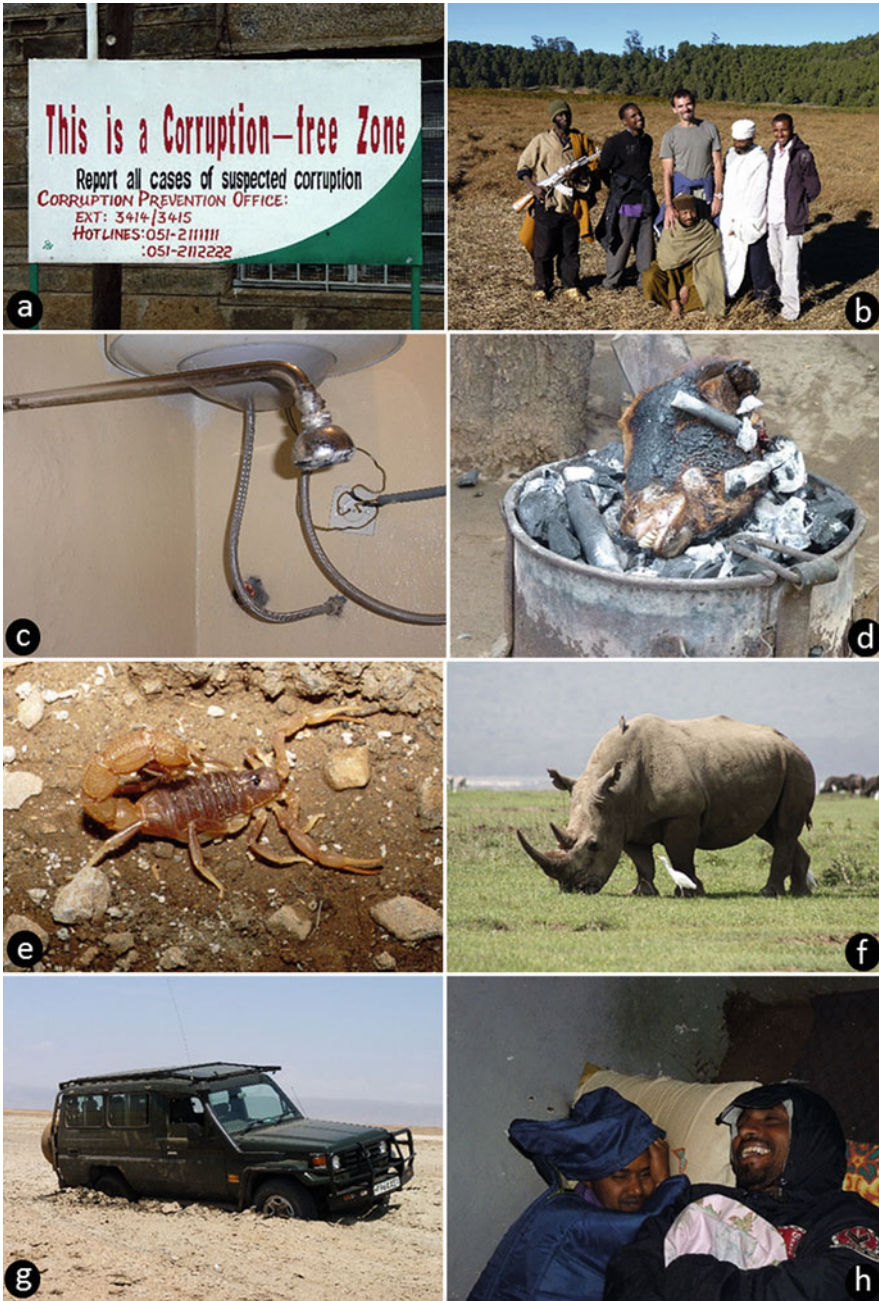 This is a Corruption-free Zone
Report all cases of suspected corruption
CORRUPTION PREVENTION OFFICE:
EXT: 3414/3415
HOTLINES:051-2111111
:051-2112222
a
b
c
d
e
f
g
h